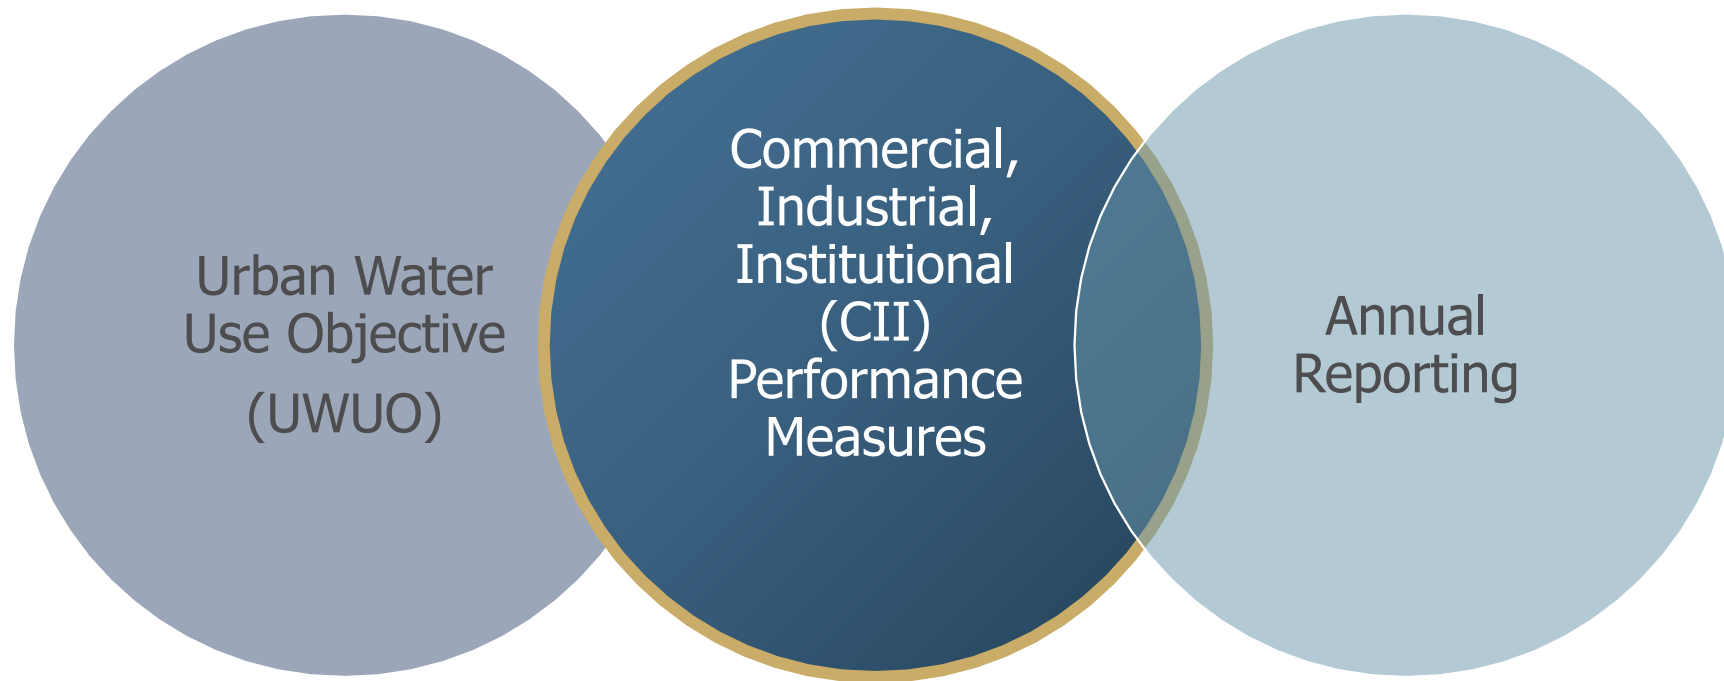 Urban Water
Use Objective
(UWUO)
Commercial,
Industrial,
Institutional
(CII)
Performance
Measures
Annual
Reporting